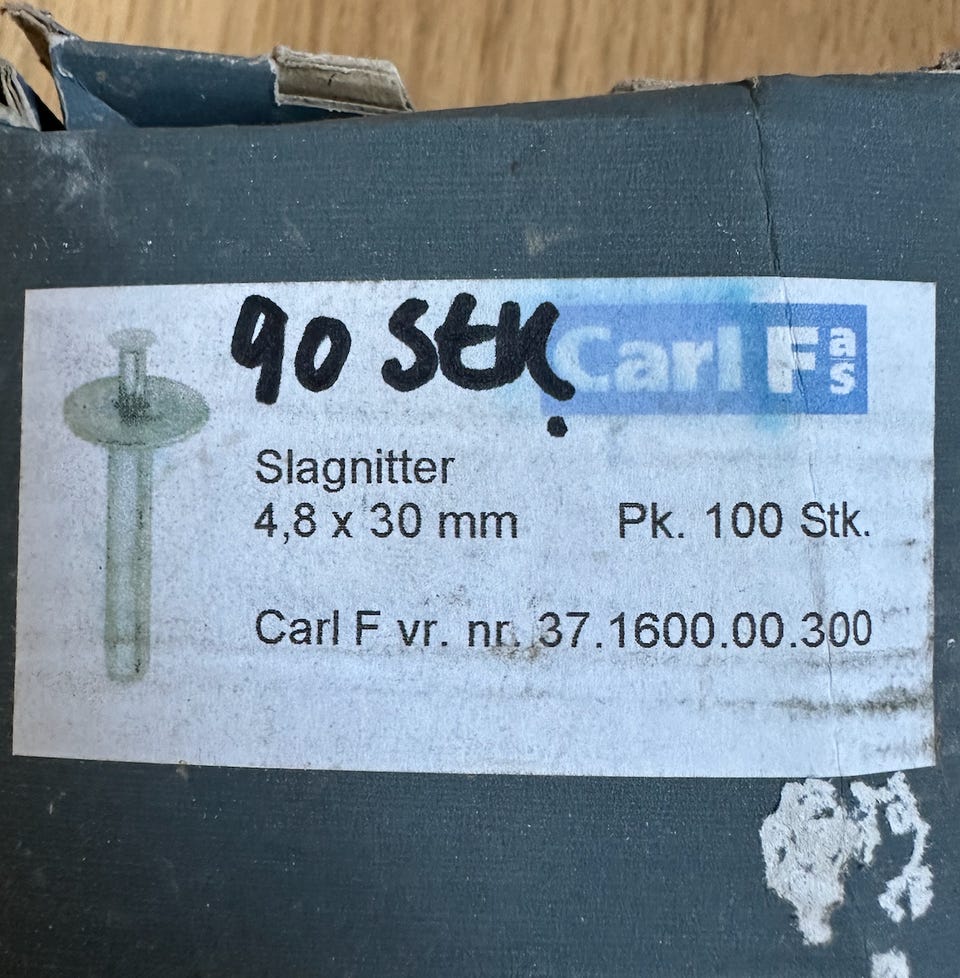 90 Stk.
Carl F a/s
Slagnitter
4,8 x 30 mm Pk. 100 Stk.
Carl F vr. nr. 37.1600.00.300